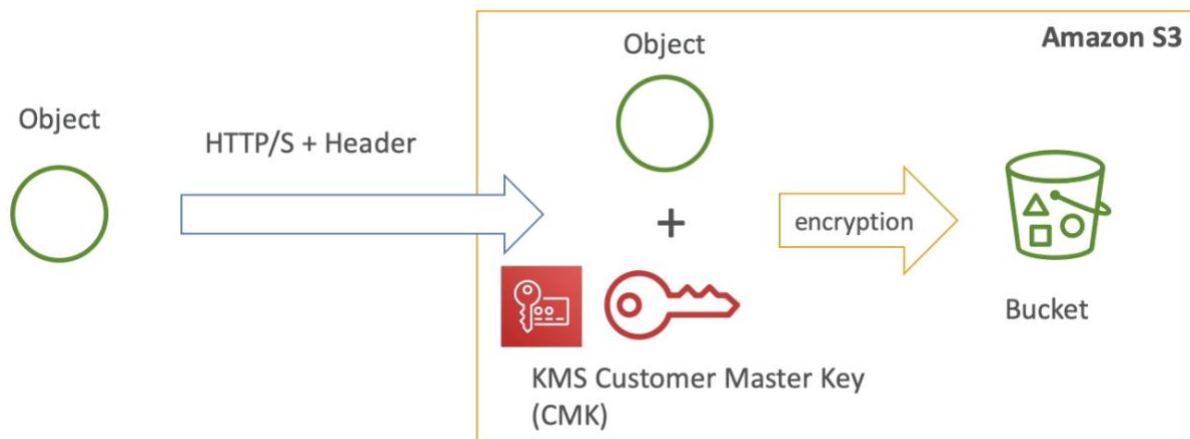 Object
HTTP/S + Header
Amazon S3
Object
+
KMS Customer Master Key
(CMK)
encryption
Bucket